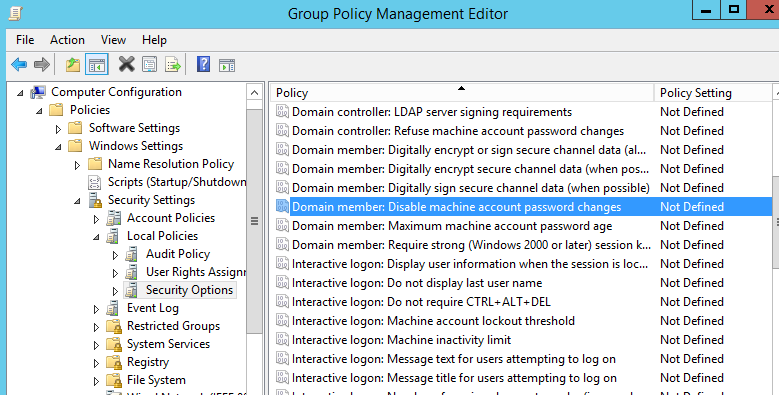 Group Policy Management Editor
File Action View Help
Computer Configuration
Policies
Software Settings
Windows Settings
Name Resolution Policy
Scripts (Startup/Shutdown
Security Settings
Account Policies
Local Policies
Audit Policy
User Rights Assignr
Security Options
Event Log
Restricted Groups
System Services
Registry
File System
Policy Policy Setting
Domain controller: LDAP server signing requirements Not Defined
Domain controller: Refuse machine account password changes Not Defined
Domain member: Digitally encrypt or sign secure channel data (al... Not Defined
Domain member: Digitally encrypt secure channel data (when pos... Not Defined
Domain member: Digitally sign secure channel data (when possible) Not Defined
Domain member: Disable machine account password changes Not Defined
Domain member: Maximum machine account password age Not Defined
Domain member: Require strong (Windows 2000 or later) session k... Not Defined
Interactive logon: Display user information when the session is loc... Not Defined
Interactive logon: Do not display last user name Not Defined
Interactive logon: Do not require CTRL+ALT+DEL Not Defined
Interactive logon: Machine account lockout threshold Not Defined
Interactive logon: Machine inactivity limit Not Defined
Interactive logon: Message text for users attempting to log on Not Defined
Interactive logon: Message title for users attempting to log on Not Defined